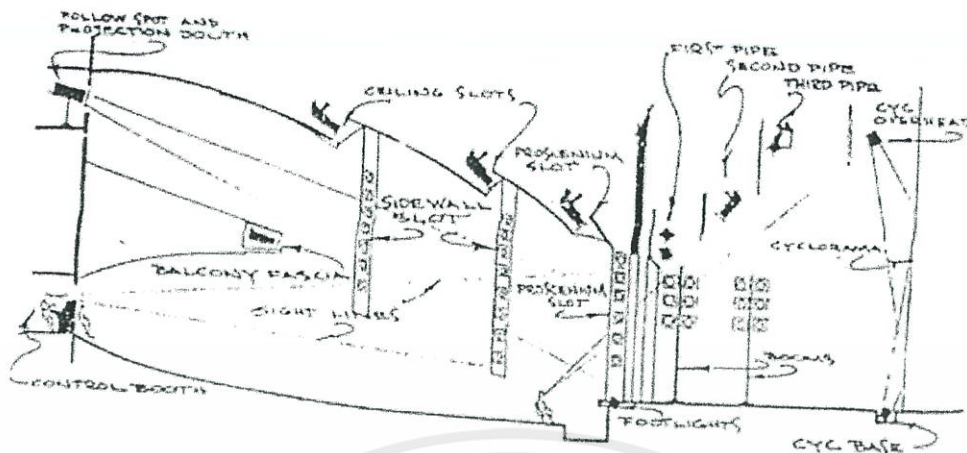 FOLLOW SPOT AND
PROJECTION BOOTH
CEILING SLOTS
FIRST PIPE
SECOND PIPE
THIRD PIPE
CYC
OVERHEAD
PROSCENIUM
SLOT
SIDEWALL
SLOT
BALCONY FASCIA
CYCLORAMA
PROSCENIUM
SLOT
SIGHT LINES
BOOMS
CONTROL BOOTH
FOOTLIGHTS
CYC BASE